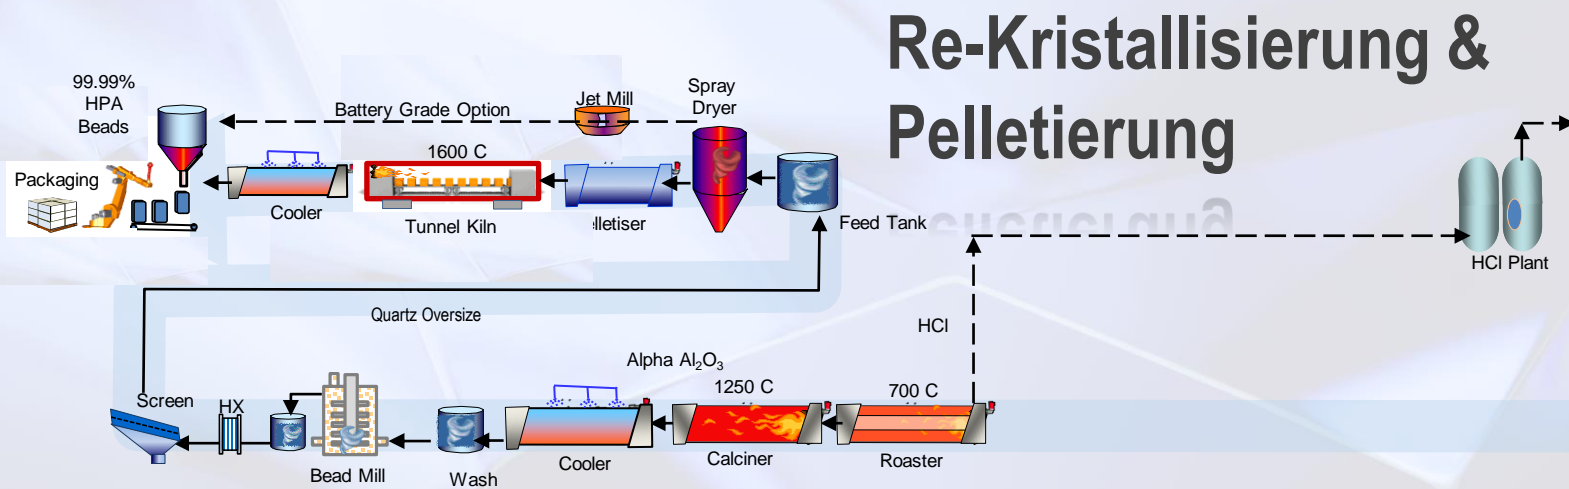 Re-Kristallisierung &
Pelletierung
99.99%
HPA
Beads
Battery Grade Option
Jet Mill
Spray
Dryer
1600 C
Packaging
Cooler
Tunnel Kiln
lletiser
Feed Tank
HCl Plant
Quartz Oversize
HCl
Alpha Al₂O₃
1250 C
700 C
Screen
HX
Bead Mill
Wash
Cooler
Calciner
Roaster